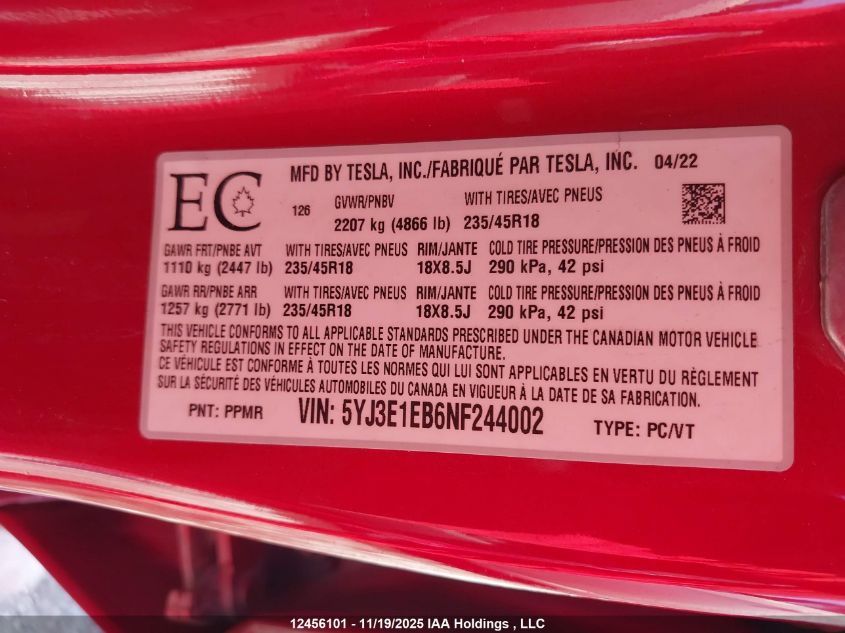 MFD BY TESLA, INC./FABRIQUÉ PAR TESLA, INC. 04/22
EC
126
GVWR/PNBV WITH TIRES/AVEC PNEUS
2207 kg (4866 lb) 235/45R18
GAWR FRT/PNBE AVT WITH TIRES/AVEC PNEUS RIM/JANTE COLD TIRE PRESSURE/PRESSION DES PNEUS À FROID
1110 kg (2447 lb) 235/45R18 18X8.5J 290 kPa, 42 psi
GAWR RR/PNBE ARR WITH TIRES/AVEC PNEUS RIM/JANTE COLD TIRE PRESSURE/PRESSION DES PNEUS À FROID
1257 kg (2771 lb) 235/45R18 18X8.5J 290 kPa, 42 psi
THIS VEHICLE CONFORMS TO ALL APPLICABLE STANDARDS PRESCRIBED UNDER THE CANADIAN MOTOR VEHICLE
SAFETY REGULATIONS IN EFFECT ON THE DATE OF MANUFACTURE.
CE VÉHICULE EST CONFORME À TOUTES LES NORMES QUI LUI SONT APPLICABLES EN VERTU DU RÈGLEMENT
SUR LA SÉCURITÉ DES VÉHICULES AUTOMOBILES DU CANADA EN VIGUEUR À LA DATE DE SA FABRICATION.
PNT: PPMR VIN: 5YJ3E1EB6NF244002 TYPE: PC/VT
12456101 - 11/19/2025 IAA Holdings , LLC